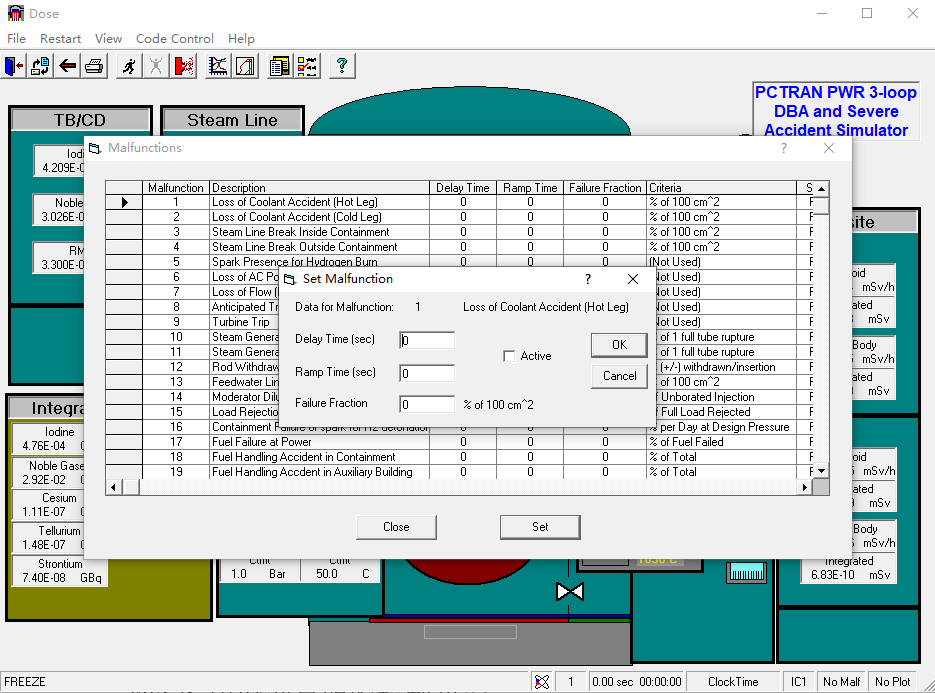 Dose
File Restart View Code Control Help
PCTRAN PWR 3-loop
DBA and Severe
Accident Simulator
TB/CD
Steam Line
4.209E-0
Noble
3.026E-0
3.300E-0
Malfunctions
Malfunction Description Delay Time Ramp Time Failure Fraction Criteria
1 Loss of Coolant Accident (Hot Leg) 0 0 0 % of 100 cm^2
2 Loss of Coolant Accident (Cold Leg) 0 0 0 % of 100 cm^2
3 Steam Line Break Inside Containment 0 0 0 % of 100 cm^2
4 Steam Line Break Outside Containment 0 0 0 % of 100 cm^2
5 Spark Presence for Hydrogen Burn 0 0 0 (Not Used)
6 Loss of AC Po Not Used)
7 Loss of Flow ( Not Used)
8 Anticipated Tr Not Used)
9 Turbine Trip Not Used)
10 Steam Genera of 1 full tube rupture
11 Steam Genera of 1 full tube rupture
12 Rod Withdraw (+/-) withdrawn/insertion
13 Feedwater Lin of 100 cm^2
14 Moderator Dilu of Unborated Injection
15 Load Rejectio f Full Load Rejected
16 Containment Failure or spark for H2 detonation % per Day at Design Pressure
17 Fuel Failure at Power 0 0 0 % of Fuel Failed
18 Fuel Handling Accident in Containment 0 0 0 % of Total
19 Fuel Handling Accdent in Auxiliary Building 0 0 0 % of Total
Close Set
Set Malfunction
Data for Malfunction: 1 Loss of Coolant Accident (Hot Leg)
Delay Time (sec) 0
Ramp Time (sec) 0
Failure Fraction 0 % of 100 cm^2
Active
OK
Cancel
Integra
Iodine
4.76E-04
Noble Gase
2.92E-02
Cesium
1.11E-07
Tellurium
1.48E-07
Strontium
7.40E-08 GBq
1.0 Bar
50.0 C
site
oid
mSv/h
ated
mSv
Body
mSv/h
ated
mSv
oid
mSv/h
ated
mSv
Body
mSv/h
Integrated
6.83E-10 mSv
FREEZE 1 0.00 sec 00:00:00 ClockTime IC1 No Malf No Plot